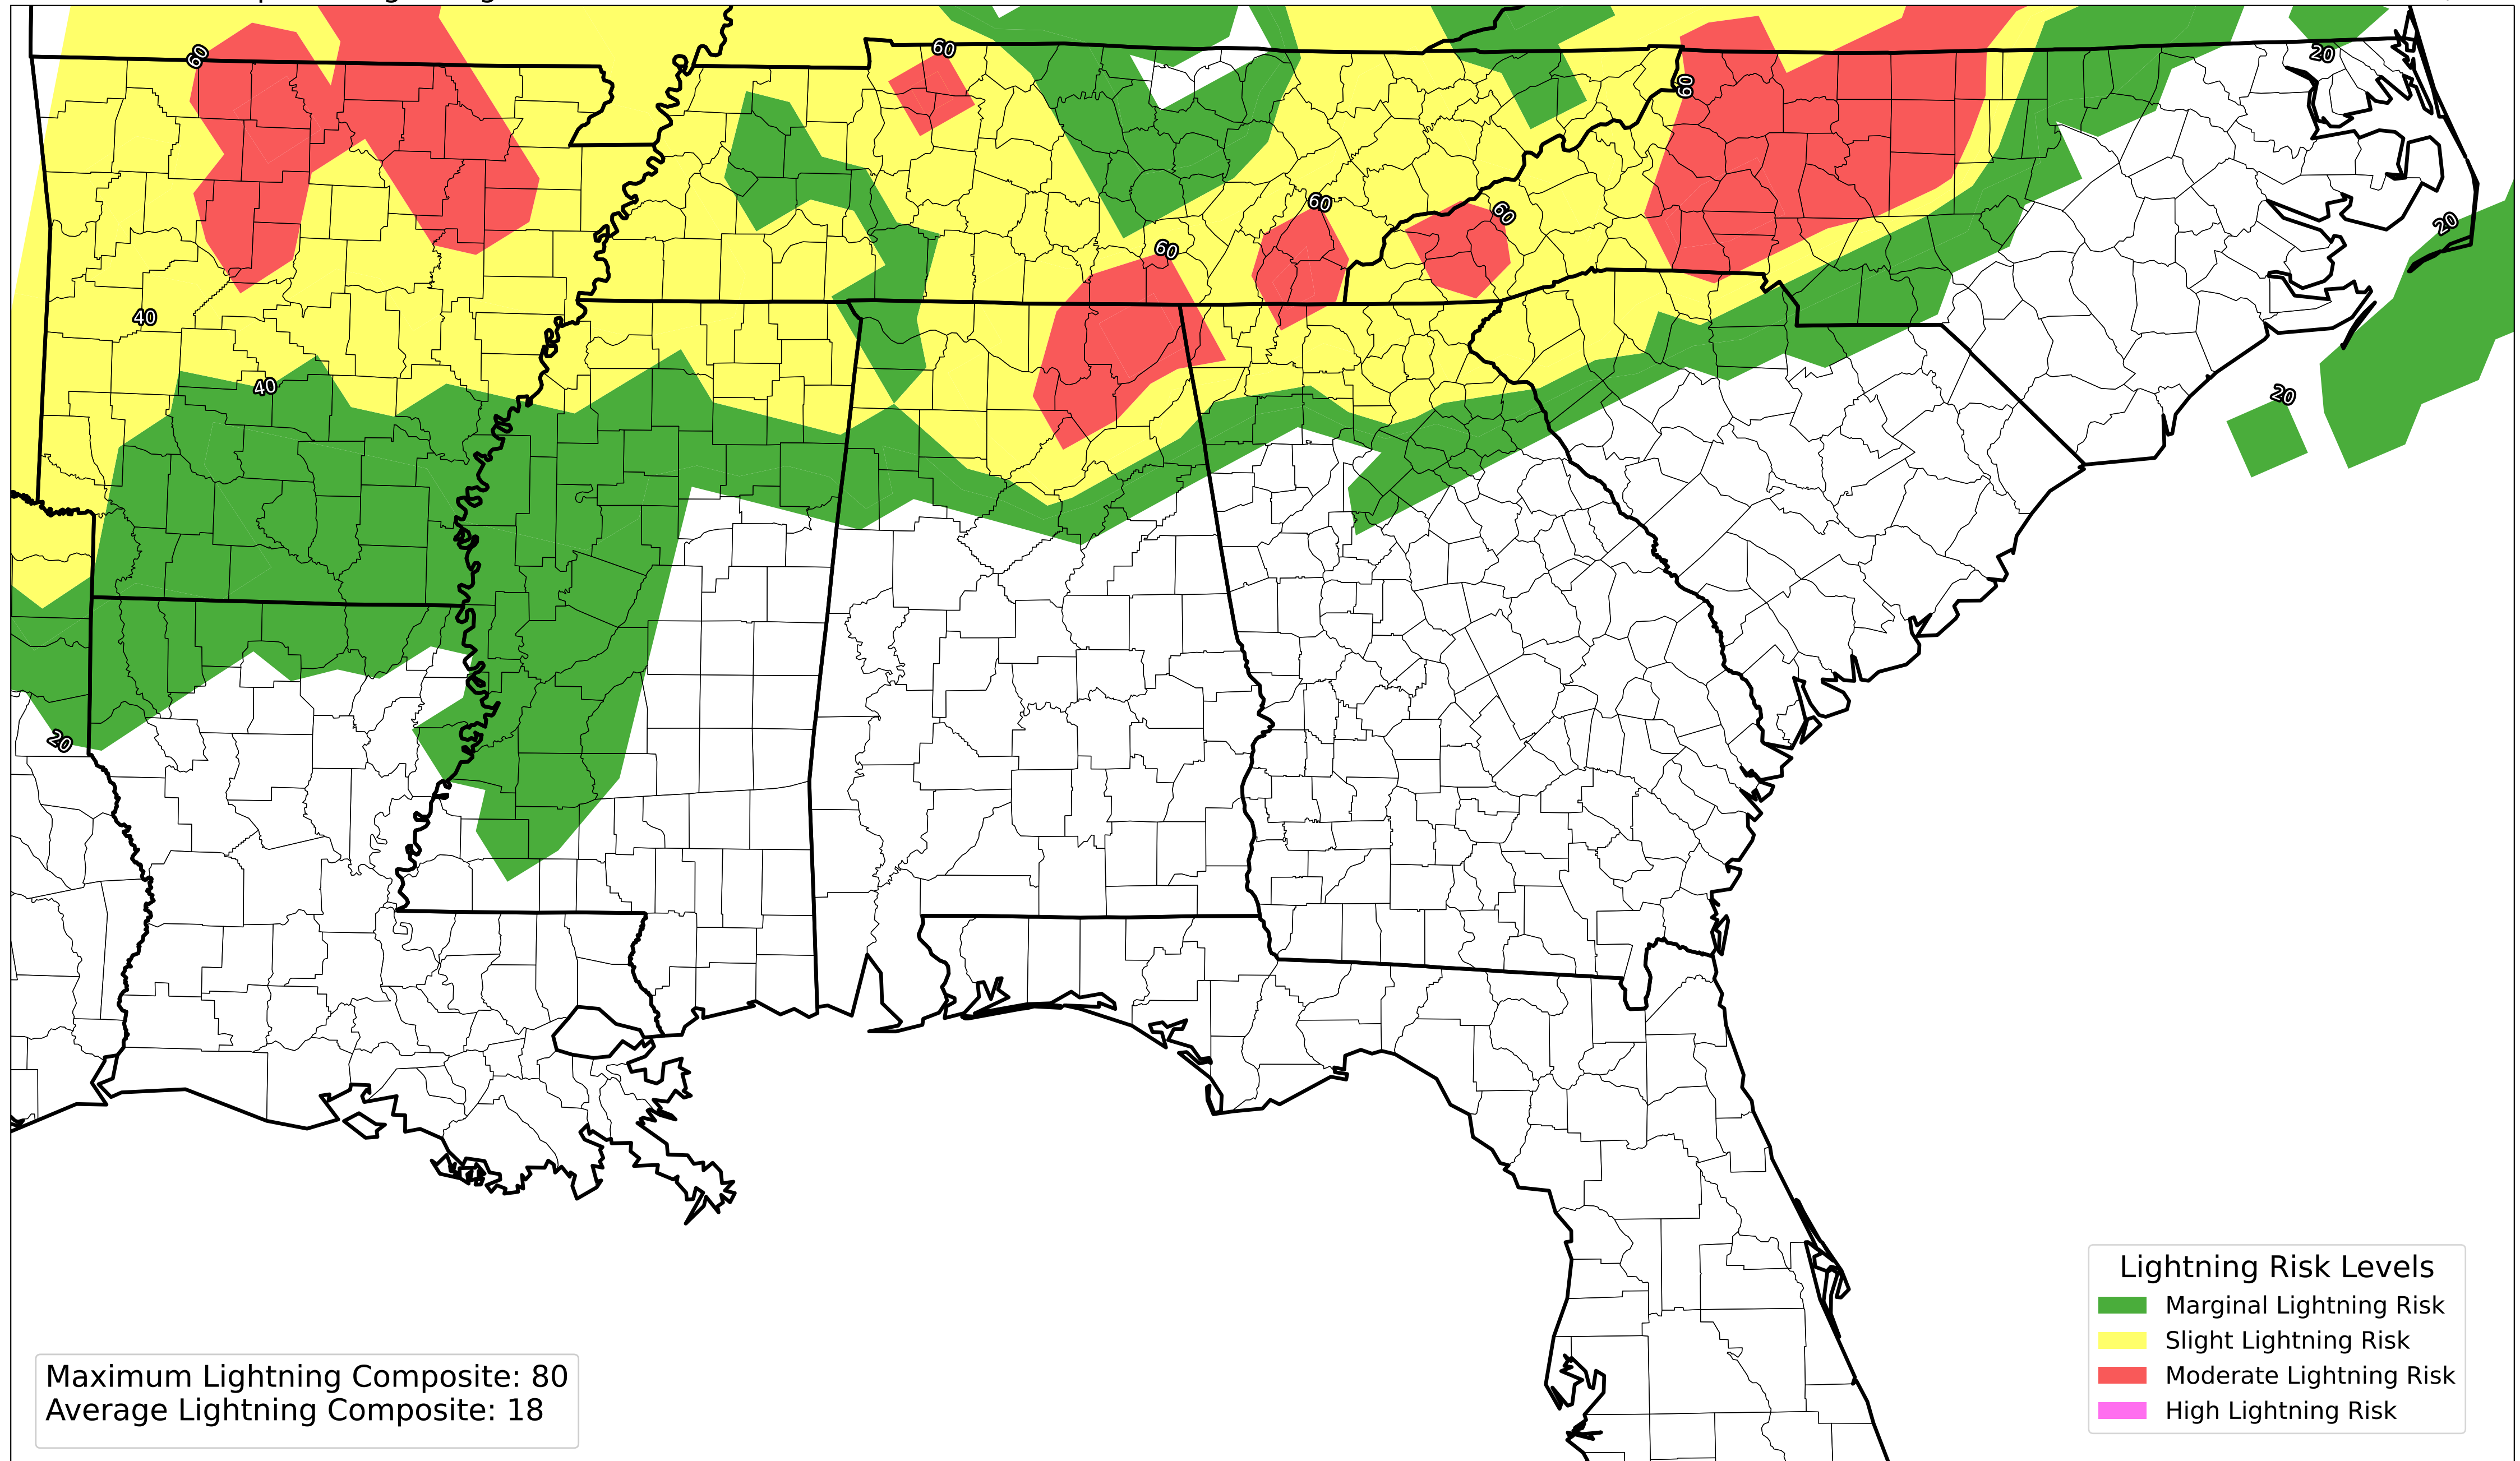 60
60
20
60
60
60
20
60
40
40
20
20
Lightning Risk Levels
Marginal Lightning Risk
Slight Lightning Risk
Moderate Lightning Risk
High Lightning Risk
Maximum Lightning Composite: 80
Average Lightning Composite: 18